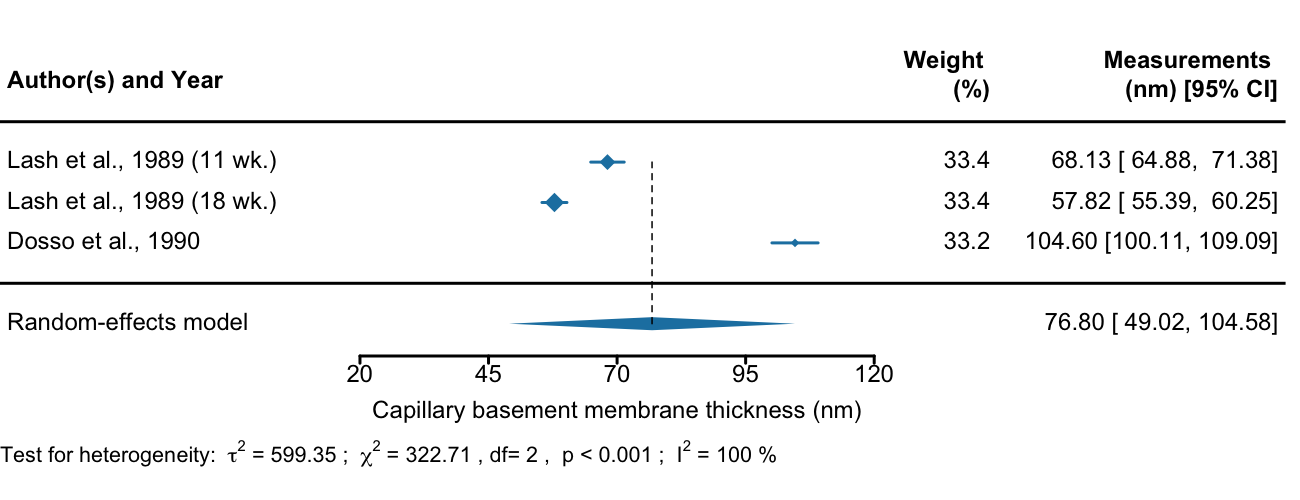 Author(s) and Year Weight (%) Measurements (nm) [95% CI]
Lash et al., 1989 (11 wk.) 33.4 68.13 [ 64.88, 71.38]
Lash et al., 1989 (18 wk.) 33.4 57.82 [ 55.39, 60.25]
Dosso et al., 1990 33.2 104.60 [100.11, 109.09]
Random-effects model 76.80 [ 49.02, 104.58]
20 45 70 95 120
Capillary basement membrane thickness (nm)
Test for heterogeneity: τ² = 599.35 ; χ² = 322.71 , df= 2 , p < 0.001 ; I² = 100 %